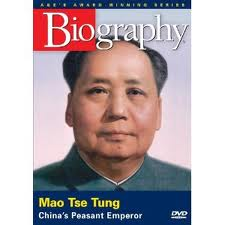 A&E'S AWARD WINNING SERIES
Biography
Mao Tse Tung
China's Peasant Emperor
DVD